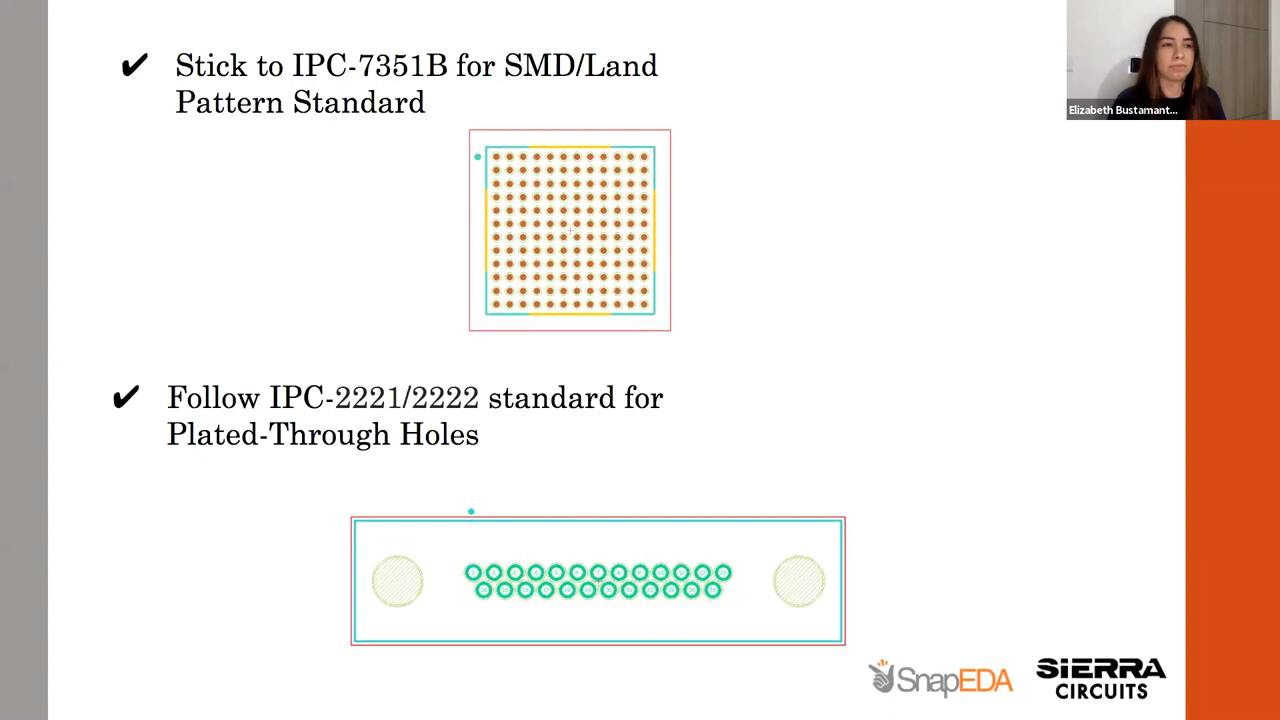 ✔ Stick to IPC-7351B for SMD/Land
Pattern Standard
Elizabeth Bustamant...
✔ Follow IPC-2221/2222 standard for
Plated-Through Holes
SnapEDA
SIERRA
CIRCUITS